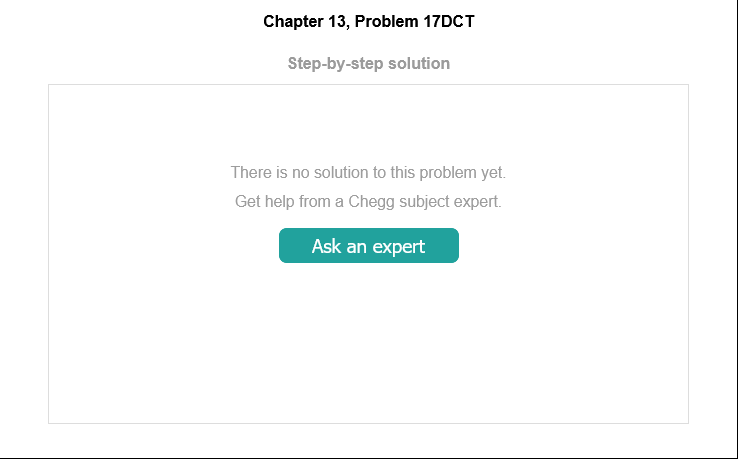 Chapter 13, Problem 17DCT
Step-by-step solution
There is no solution to this problem yet.
Get help from a Chegg subject expert.
Ask an expert